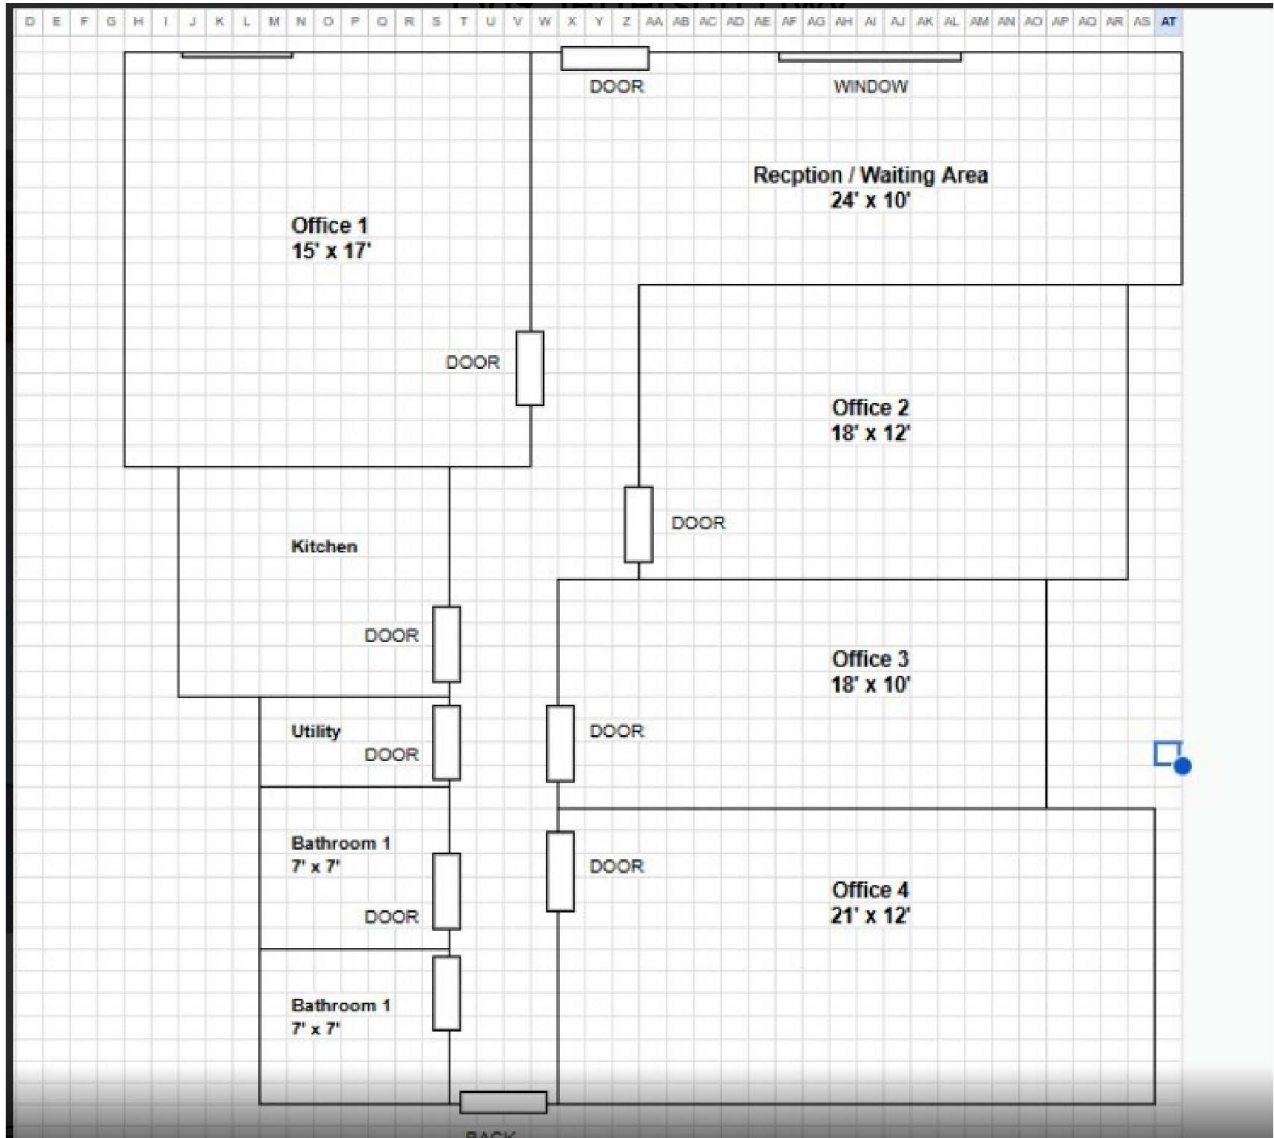 D E F G H I J K L M N O P Q R S T U V W X Y Z AA AB AC AD AE AF AG AH AI AJ AK AL AM AN AO AP AQ AR AS AT
DOOR
WINDOW
Recption / Waiting Area
24' x 10'
Office 1
15' x 17'
DOOR
Office 2
18' x 12'
DOOR
Kitchen
DOOR
Office 3
18' x 10'
Utility
DOOR
DOOR
Bathroom 1
7' x 7'
DOOR
DOOR
Office 4
21' x 12'
Bathroom 1
7' x 7'
BACK